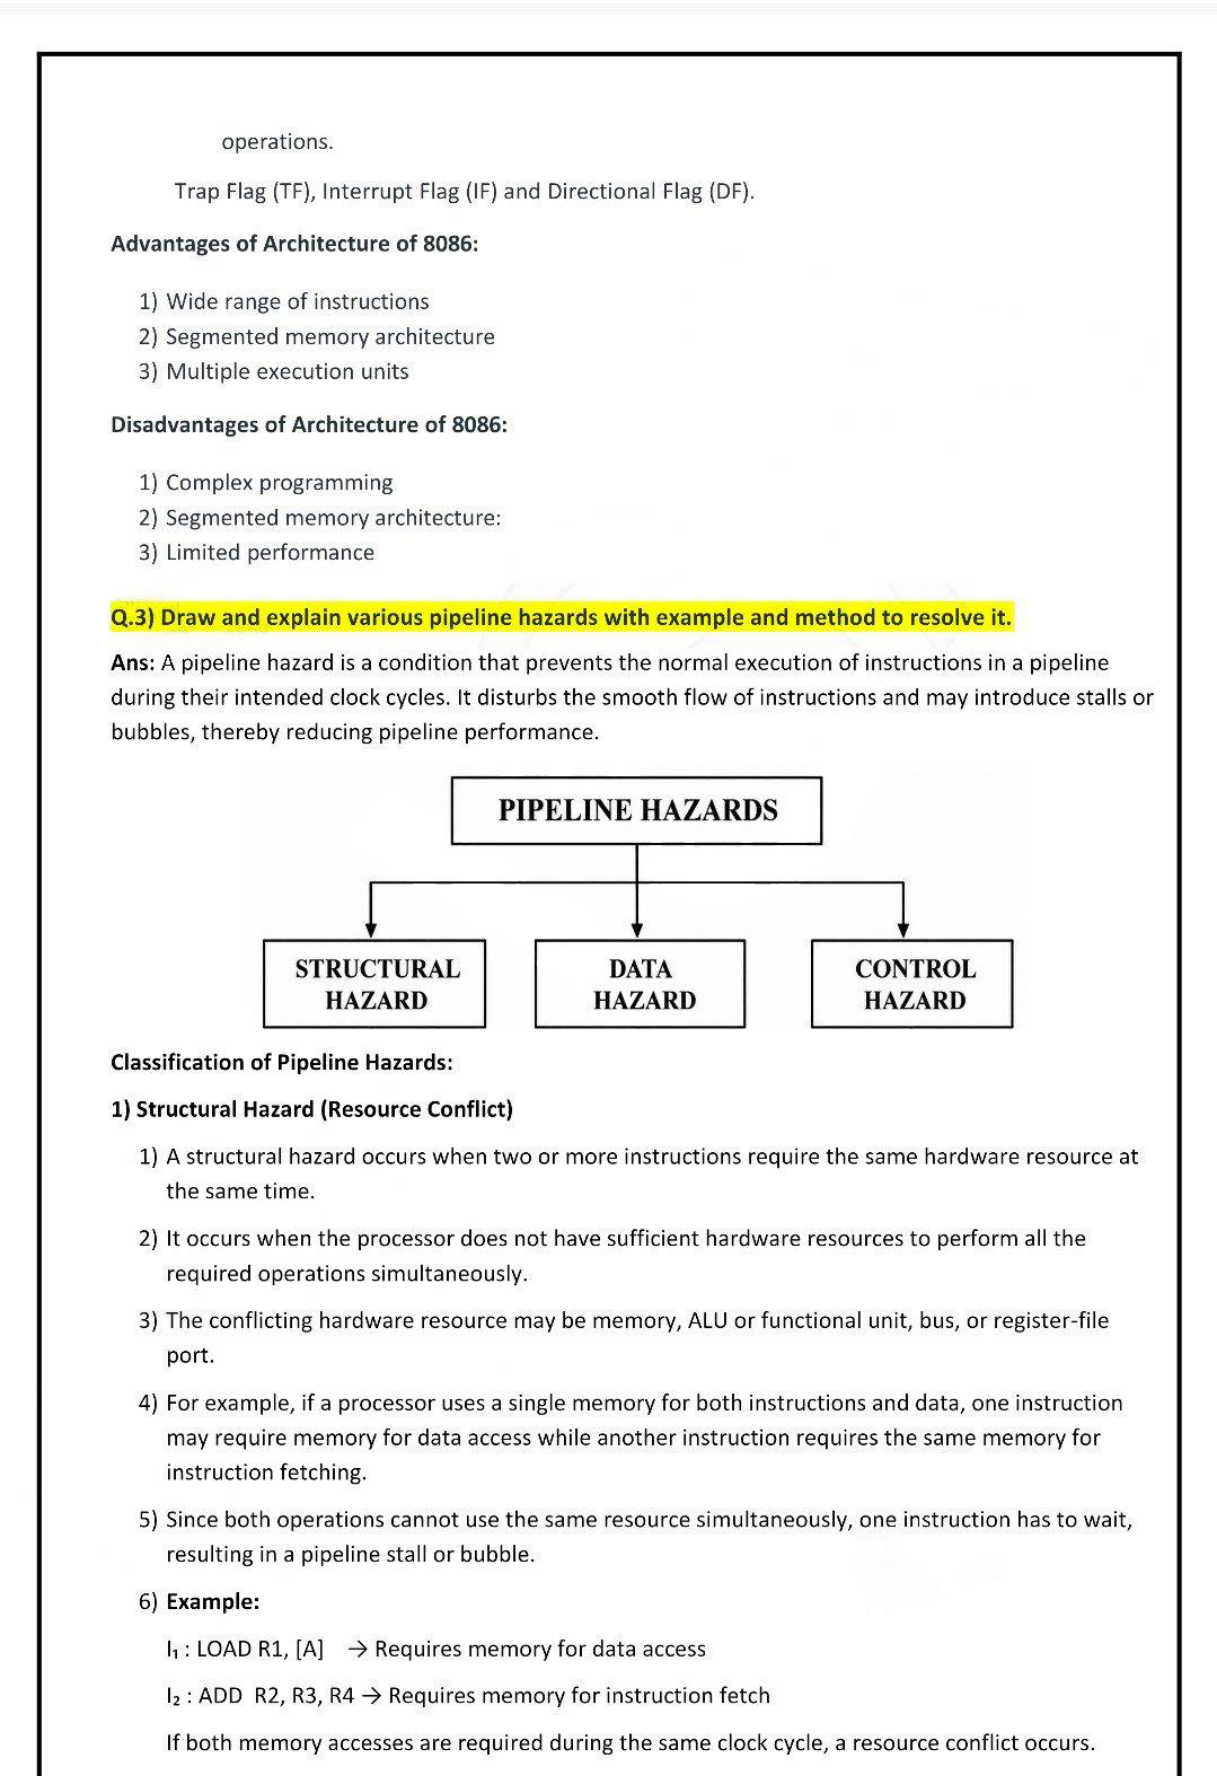 operations.
Trap Flag (TF), Interrupt Flag (IF) and Directional Flag (DF).
Advantages of Architecture of 8086:
1) Wide range of instructions
2) Segmented memory architecture
3) Multiple execution units
Disadvantages of Architecture of 8086:
1) Complex programming
2) Segmented memory architecture:
3) Limited performance
Q.3) Draw and explain various pipeline hazards with example and method to resolve it.
Ans: A pipeline hazard is a condition that prevents the normal execution of instructions in a pipeline
during their intended clock cycles. It disturbs the smooth flow of instructions and may introduce stalls or
bubbles, thereby reducing pipeline performance.
PIPELINE HAZARDS
STRUCTURAL
HAZARD
DATA
HAZARD
CONTROL
HAZARD
Classification of Pipeline Hazards:
1) Structural Hazard (Resource Conflict)
1) A structural hazard occurs when two or more instructions require the same hardware resource at
the same time.
2) It occurs when the processor does not have sufficient hardware resources to perform all the
required operations simultaneously.
3) The conflicting hardware resource may be memory, ALU or functional unit, bus, or register-file
port.
4) For example, if a processor uses a single memory for both instructions and data, one instruction
may require memory for data access while another instruction requires the same memory for
instruction fetching.
5) Since both operations cannot use the same resource simultaneously, one instruction has to wait,
resulting in a pipeline stall or bubble.
6) Example:
I₁ : LOAD R1, [A] → Requires memory for data access
I₂ : ADD R2, R3, R4 → Requires memory for instruction fetch
If both memory accesses are required during the same clock cycle, a resource conflict occurs.